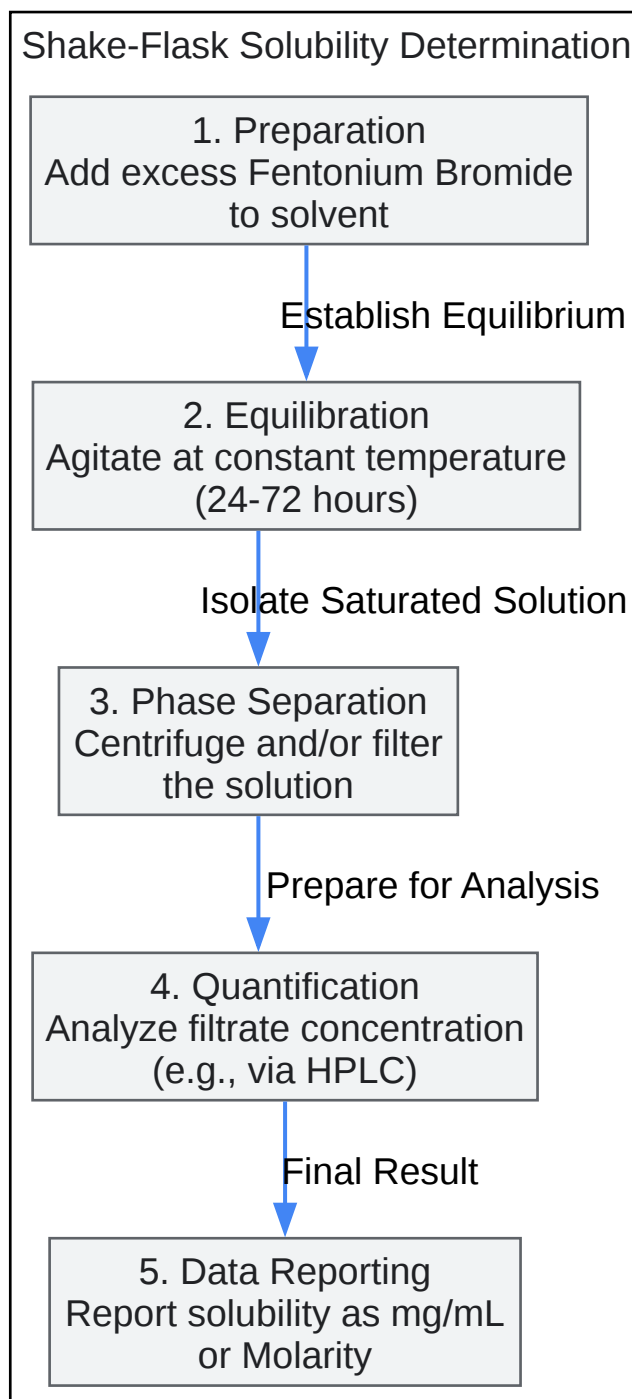 Shake-Flask Solubility Determination
1. Preparation
Add excess Fentonium Bromide
to solvent
Establish Equilibrium
2. Equilibration
Agitate at constant temperature
(24-72 hours)
Isolate Saturated Solution
3. Phase Separation
Centrifuge and/or filter
the solution
Prepare for Analysis
4. Quantification
Analyze filtrate concentration
(e.g., via HPLC)
Final Result
5. Data Reporting
Report solubility as mg/mL
or Molarity